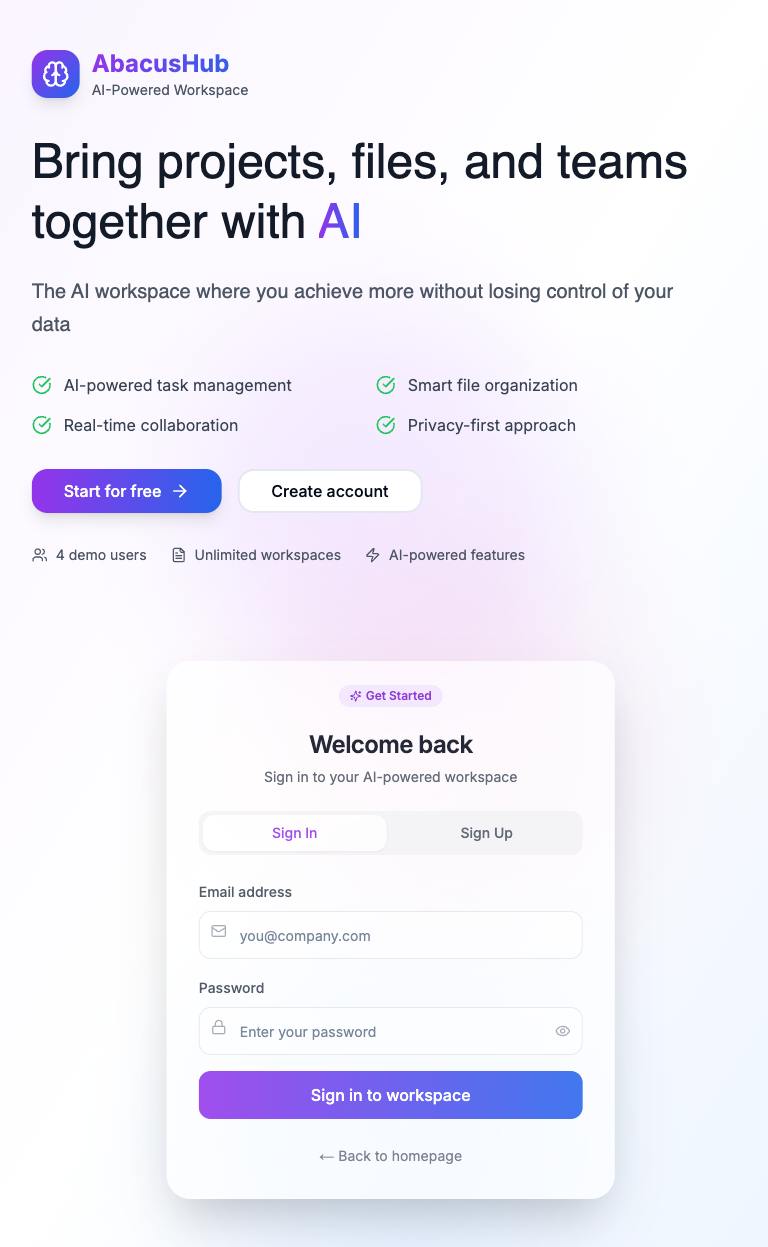 AbacusHub
AI-Powered Workspace
Bring projects, files, and teams
together with AI
The AI workspace where you achieve more without losing control of your
data
AI-powered task management
Smart file organization
Real-time collaboration
Privacy-first approach
Start for free →
Create account
4 demo users
Unlimited workspaces
AI-powered features
Get Started
Welcome back
Sign in to your AI-powered workspace
Sign In
Sign Up
Email address
you@company.com
Password
Enter your password
Sign in to workspace
← Back to homepage